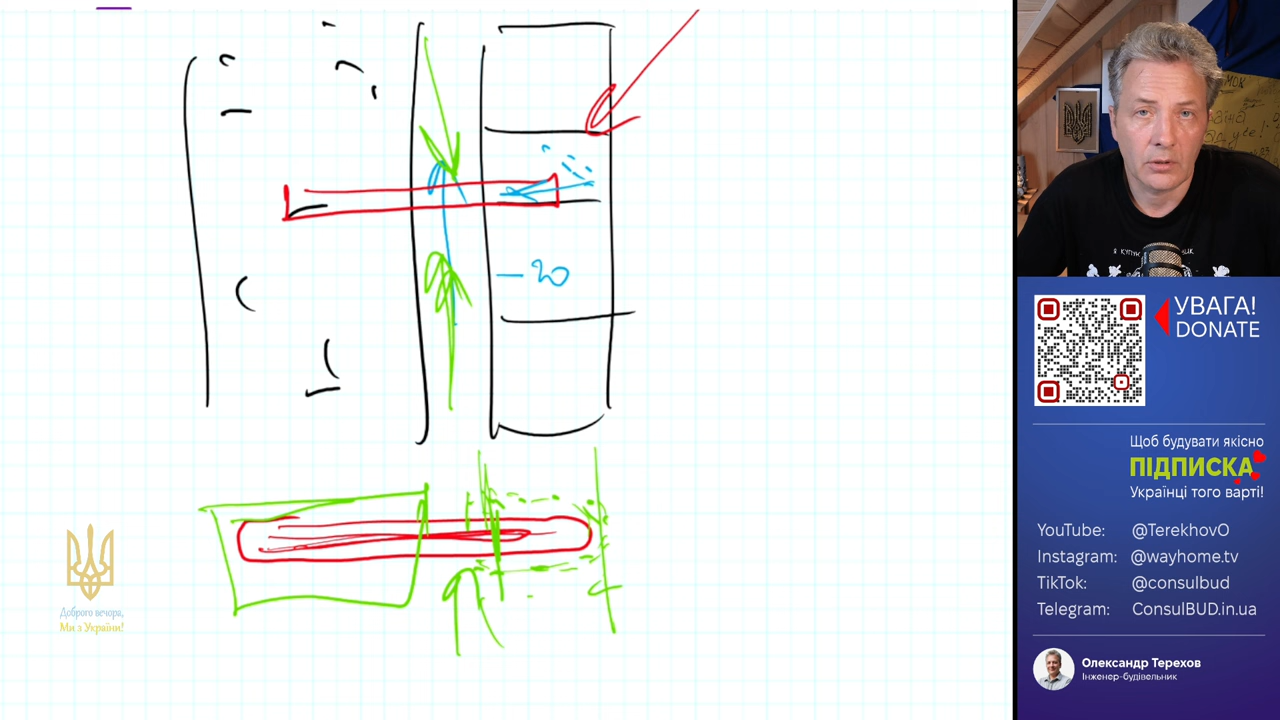 -20
УВАГА!
DONATE
Щоб будувати якісно
ПІДПИСКА
Українці того варті!
YouTube: @TerekhovO
Instagram: @wayhome.tv
TikTok: @consulbud
Telegram: ConsulBUD.in.ua
Олександр Терехов
Інженер-будівельник
Доброго вечора,
Ми з України!